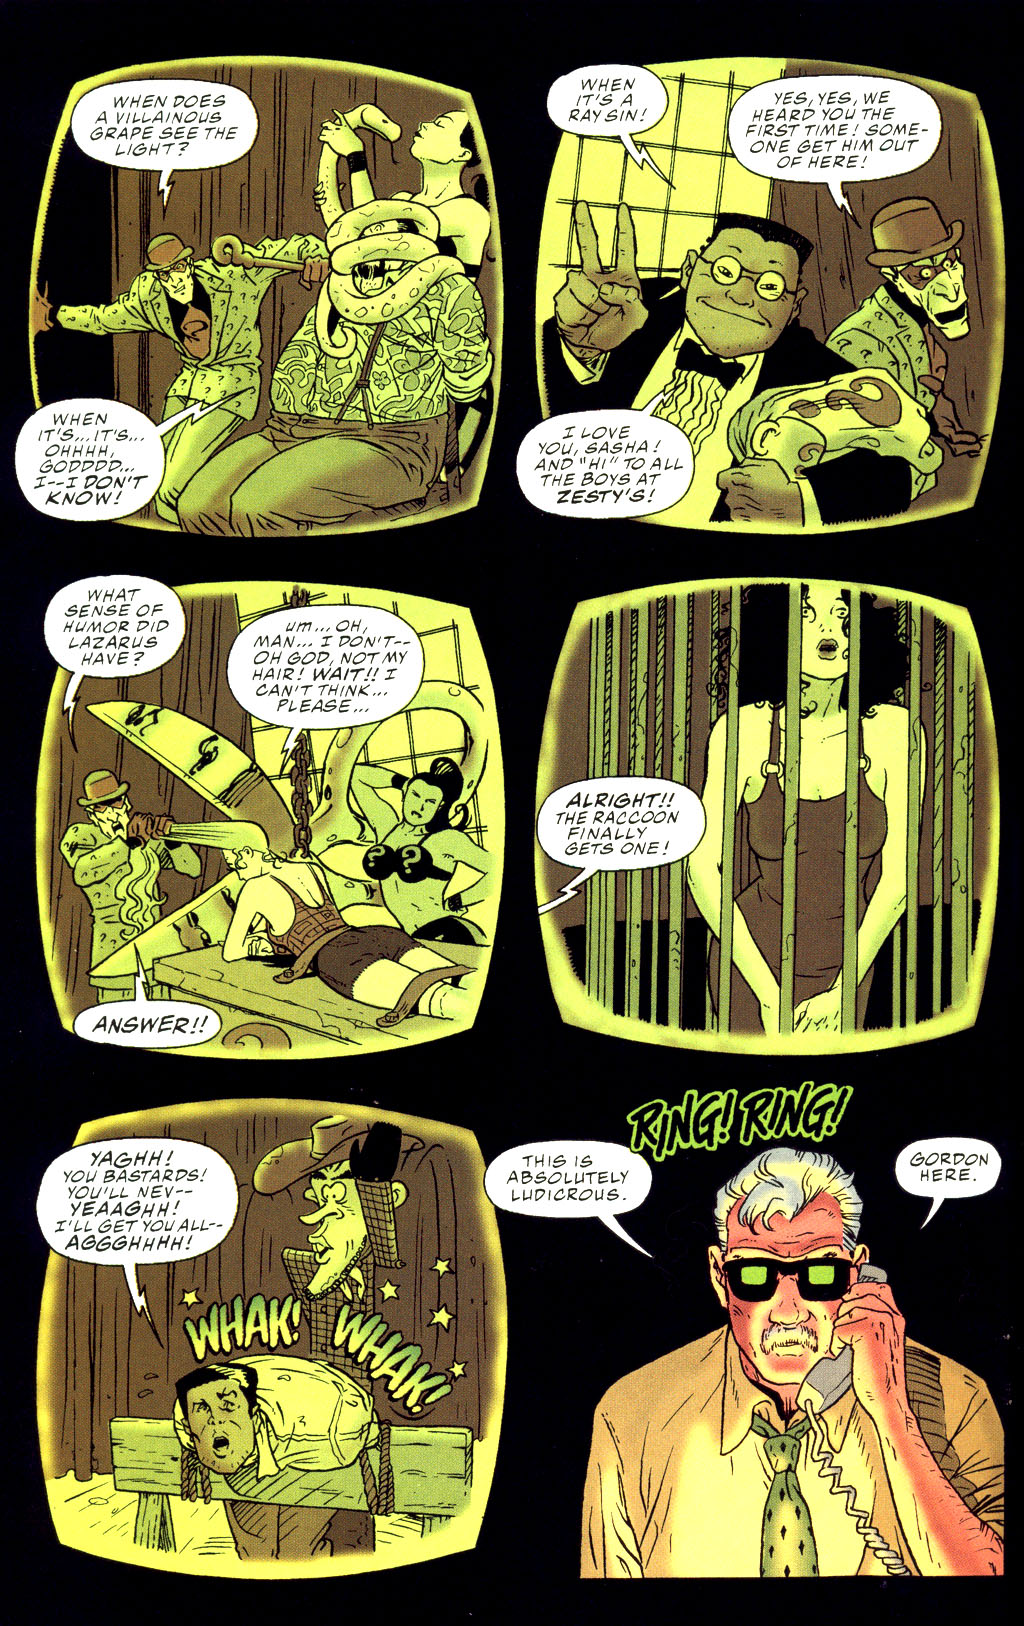 WHEN DOES
A VILLAINOUS
GRAPE SEE THE
LIGHT?
WHEN
IT'S... IT'S...
OHHHH,
GODDDD...
I--I DON'T
KNOW!
WHEN
IT'S A
RAY SIN!
YES, YES, WE
HEARD YOU THE
FIRST TIME! SOME-
ONE GET HIM OUT
OF HERE!
I LOVE
YOU, SASHA!
AND "HI" TO ALL
THE BOYS AT
ZESTY'S!
WHAT
SENSE OF
HUMOR DID
LAZARUS
HAVE?
UM... OH,
MAN... I DON'T--
OH GOD, NOT MY
HAIR! WAIT!! I
CAN'T THINK...
PLEASE...
ANSWER!!
ALRIGHT!!
THE RACCOON
FINALLY
GETS ONE!
YAGHH!
YOU BASTARDS!
YOU'LL NEV--
YEAAGHH!
I'LL GET YOU ALL--
AGGGHHHH!
WHAK!
WHAK!
RING! RING!
THIS IS
ABSOLUTELY
LUDICROUS.
GORDON
HERE.